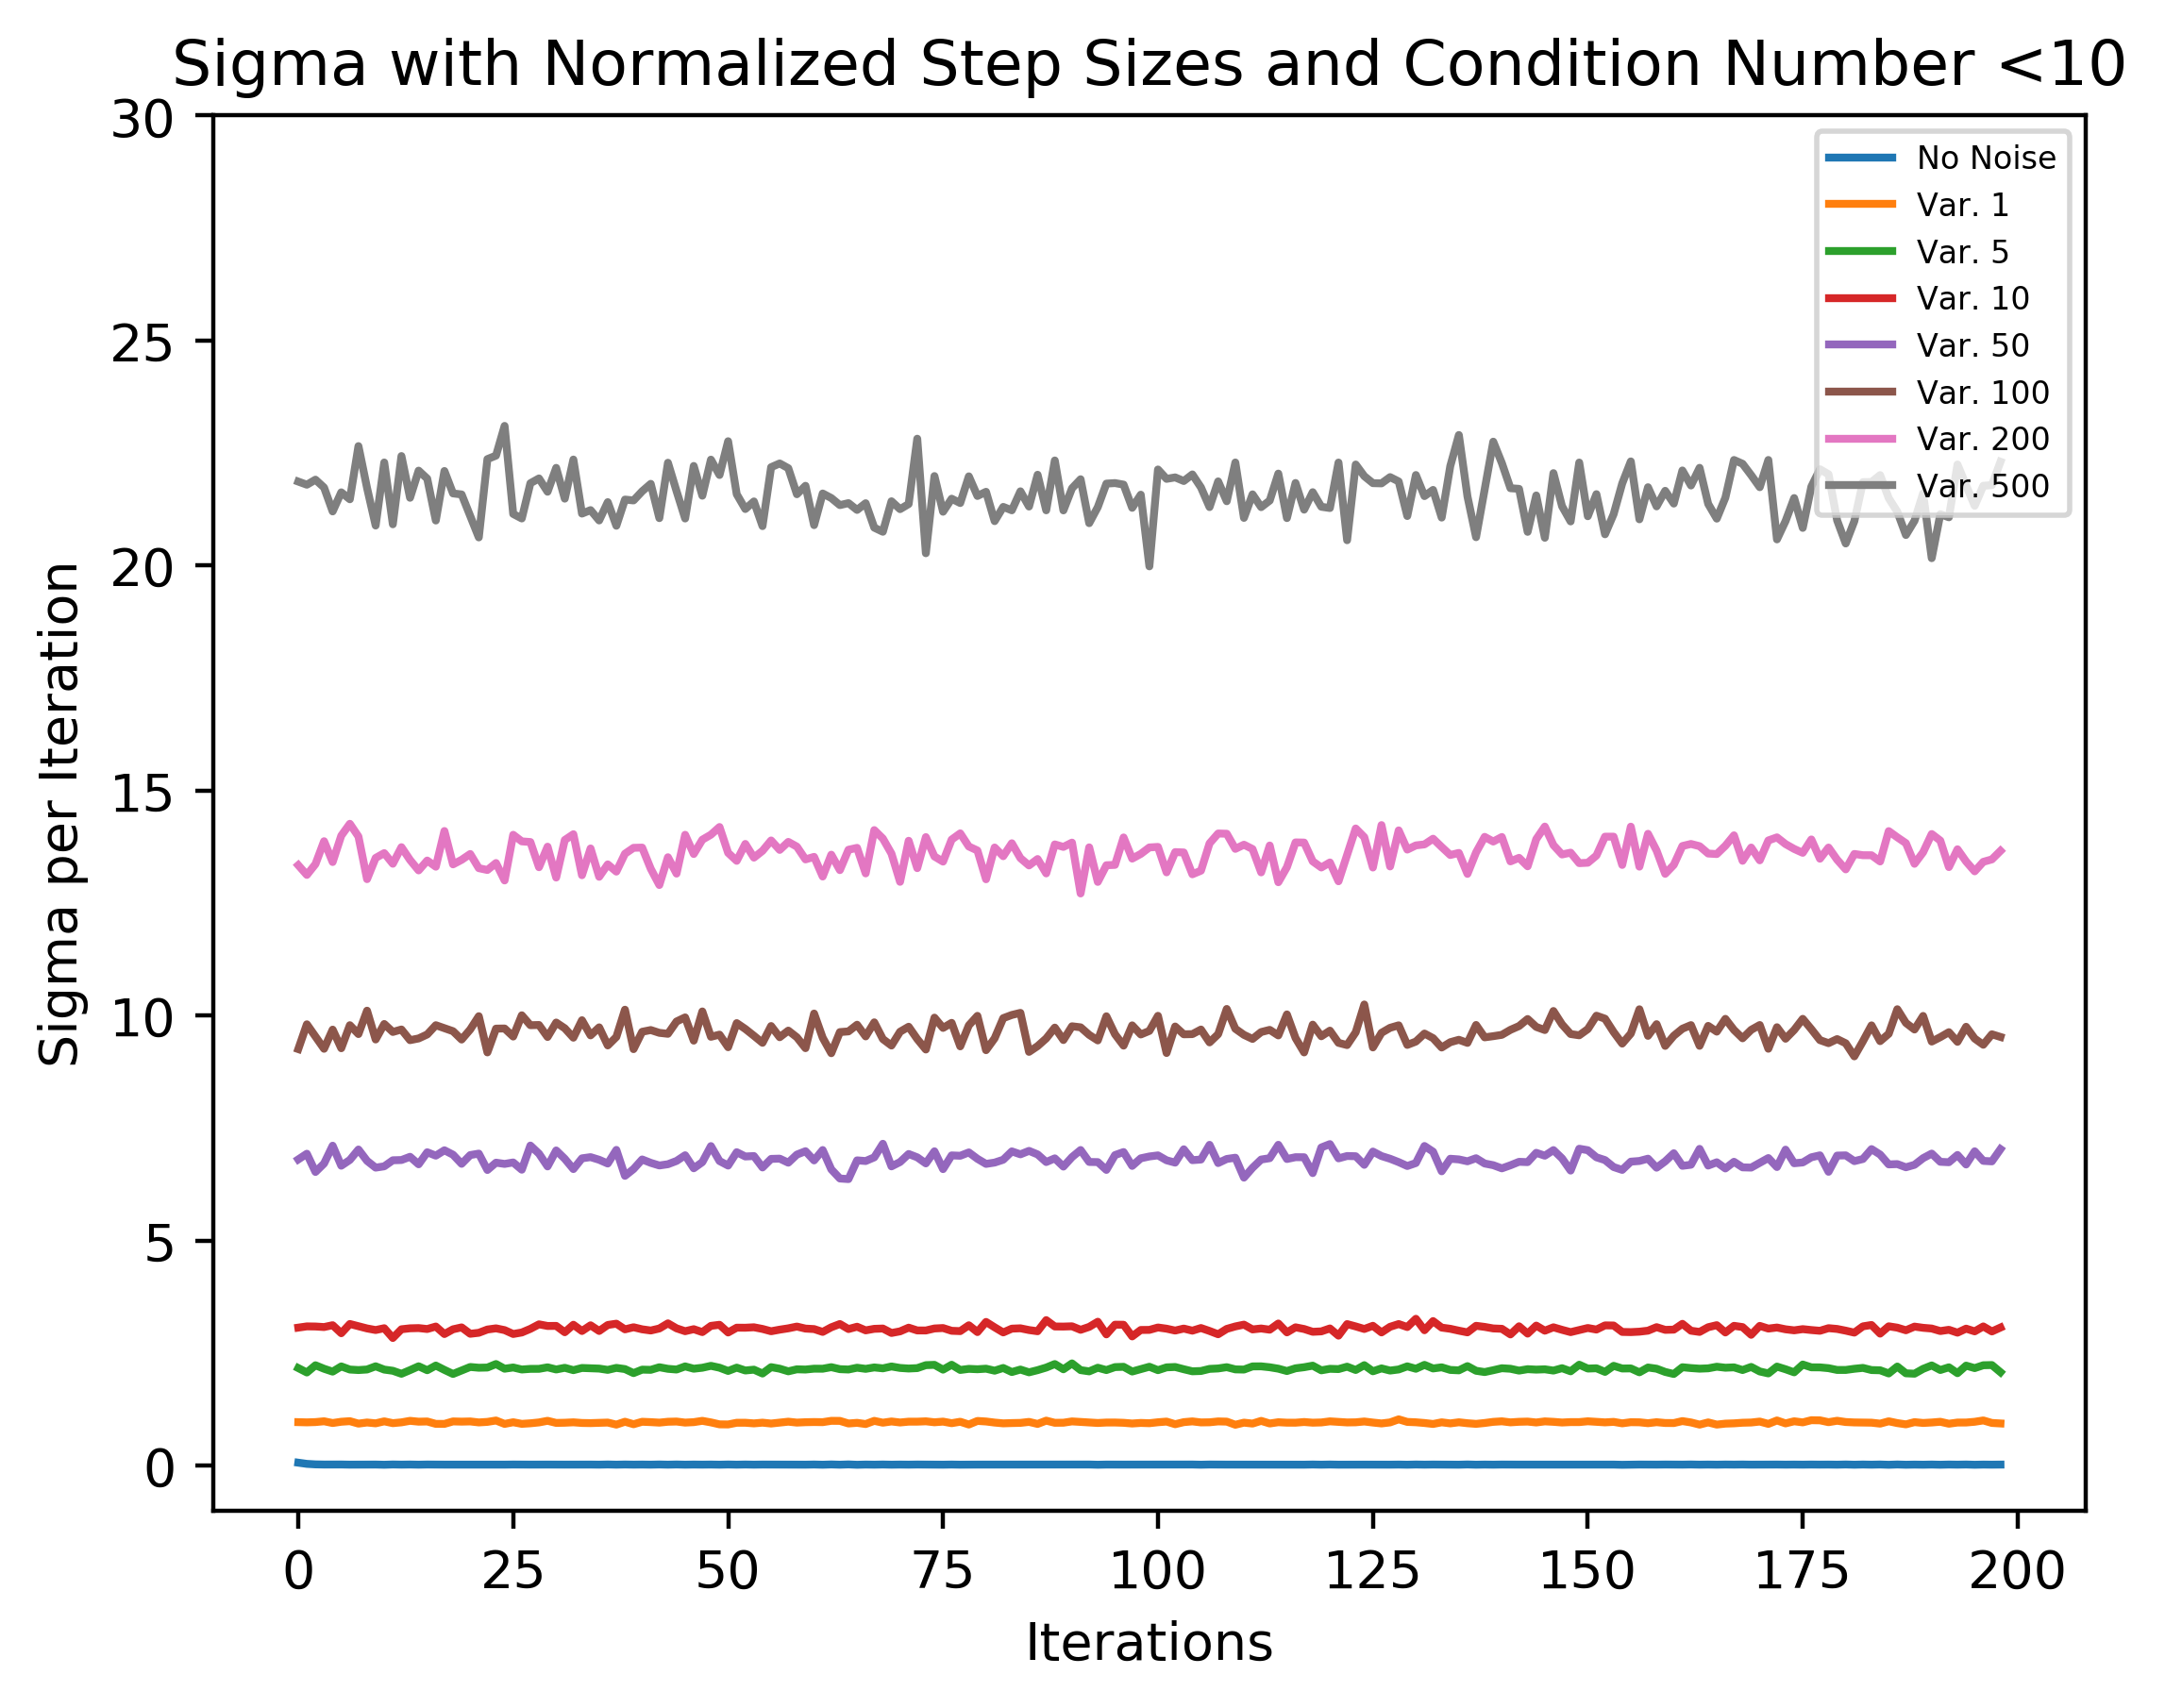 Sigma with Normalized Step Sizes and Condition Number <10
Sigma per Iteration
30
25
20
15
10
5
0
No Noise
Var. 1
Var. 5
Var. 10
Var. 50
Var. 100
Var. 200
Var. 500
0 25 50 75 100 125 150 175 200
Iterations